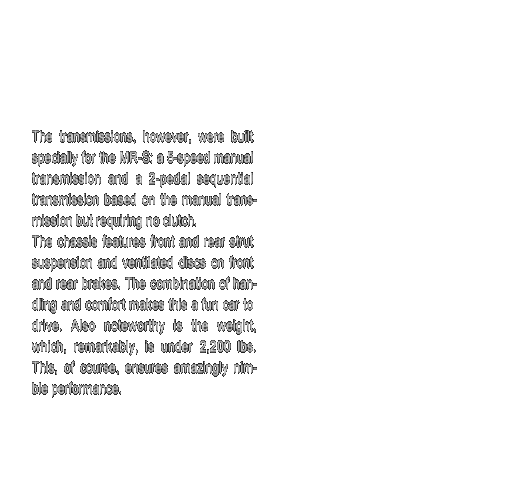 The transmissions, however, were built
specially for the MR-S: a 5-speed manual
transmission and a 2-pedal sequential
transmission based on the manual trans-
mission but requiring no clutch.
The chassis features front and rear strut
suspension and ventilated discs on front
and rear brakes. The combination of han-
dling and comfort makes this a fun car to
drive. Also noteworthy is the weight,
which, remarkably, is under 2,200 lbs.
This, of course, ensures amazingly nim-
ble performance.